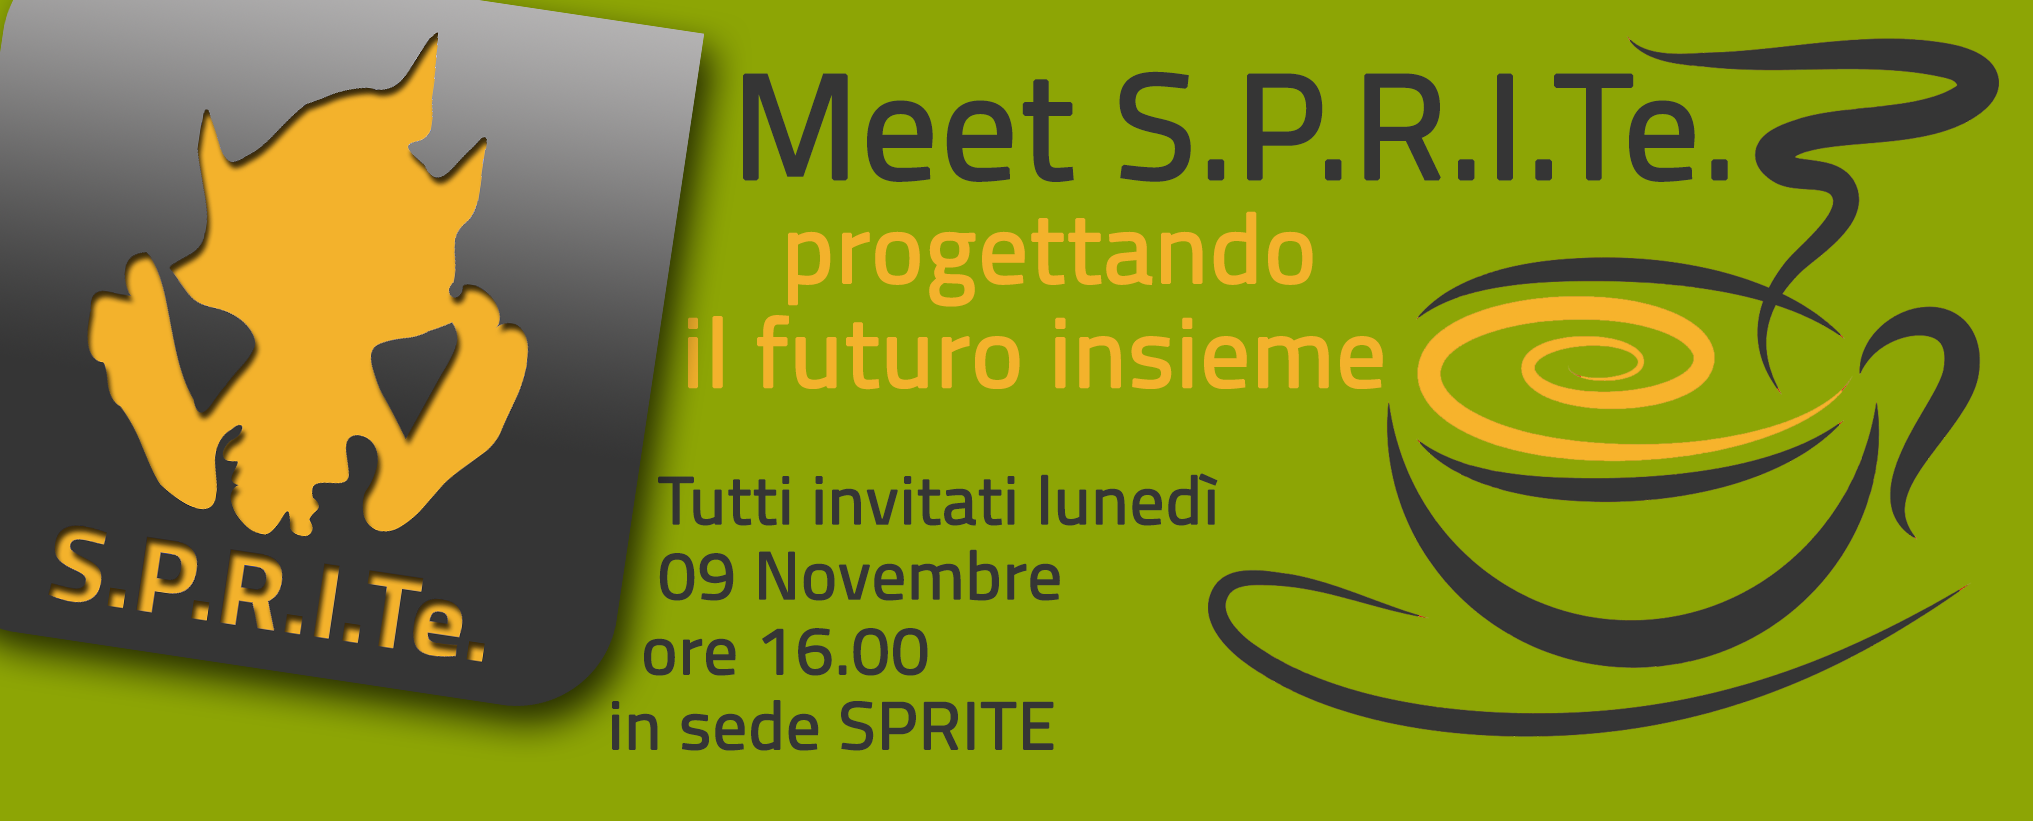 S.P.R.I.Te.
Meet S.P.R.I.Te.
progettando
il futuro insieme
Tutti invitati lunedì
09 Novembre
ore 16.00
in sede SPRITE